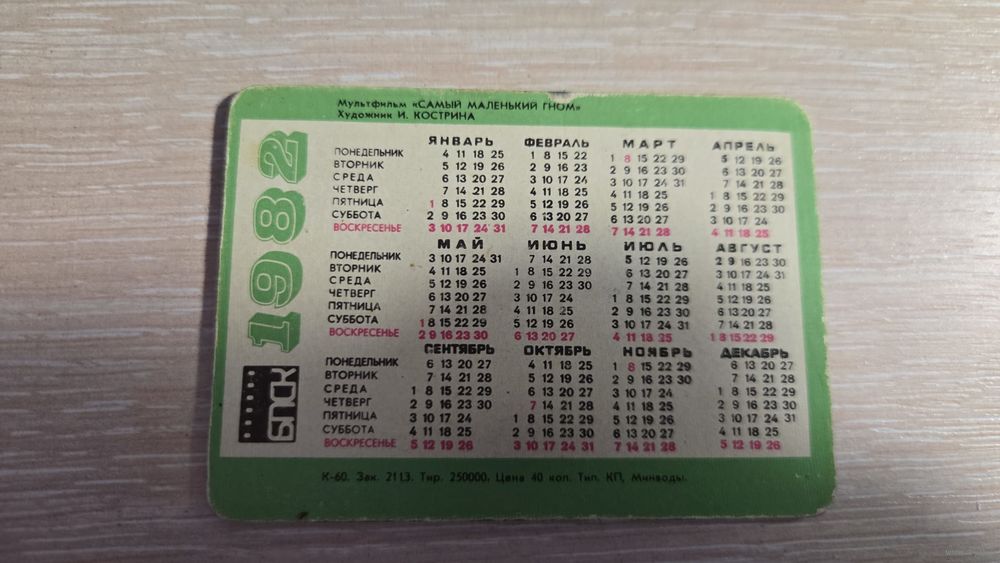 Мультфильм «САМЫЙ МАЛЕНЬКИЙ ГНОМ»
Художник И. КОСТРИНА
1982
ЯНВАРЬ ФЕВРАЛЬ МАРТ АПРЕЛЬ
ПОНЕДЕЛЬНИК 4 11 18 25 1 8 15 22 1 8 15 22 29 5 12 19 26
ВТОРНИК 5 12 19 26 2 9 16 23 2 9 16 23 30 6 13 20 27
СРЕДА 6 13 20 27 3 10 17 24 3 10 17 24 31 7 14 21 28
ЧЕТВЕРГ 7 14 21 28 4 11 18 25 4 11 18 25 1 8 15 22 29
ПЯТНИЦА 1 8 15 22 29 5 12 19 26 5 12 19 26 2 9 16 23 30
СУББОТА 2 9 16 23 30 6 13 20 27 6 13 20 27 3 10 17 24
ВОСКРЕСЕНЬЕ 3 10 17 24 31 7 14 21 28 7 14 21 28 4 11 18 25
МАЙ ИЮНЬ ИЮЛЬ АВГУСТ
ПОНЕДЕЛЬНИК 3 10 17 24 31 7 14 21 28 5 12 19 26 2 9 16 23 30
ВТОРНИК 4 11 18 25 1 8 15 22 29 6 13 20 27 3 10 17 24 31
СРЕДА 5 12 19 26 2 9 16 23 30 7 14 21 28 4 11 18 25
ЧЕТВЕРГ 6 13 20 27 3 10 17 24 1 8 15 22 29 5 12 19 26
ПЯТНИЦА 7 14 21 28 4 11 18 25 2 9 16 23 30 6 13 20 27
СУББОТА 1 8 15 22 29 5 12 19 26 3 10 17 24 31 7 14 21 28
ВОСКРЕСЕНЬЕ 2 9 16 23 30 6 13 20 27 4 11 18 25 1 8 15 22 29
СЕНТЯБРЬ ОКТЯБРЬ НОЯБРЬ ДЕКАБРЬ
ПОНЕДЕЛЬНИК 6 13 20 27 4 11 18 25 1 8 15 22 29 6 13 20 27
ВТОРНИК 7 14 21 28 5 12 19 26 2 9 16 23 30 7 14 21 28
СРЕДА 1 8 15 22 29 6 13 20 27 3 10 17 24 1 8 15 22 29
ЧЕТВЕРГ 2 9 16 23 30 7 14 21 28 4 11 18 25 2 9 16 23 30
ПЯТНИЦА 3 10 17 24 1 8 15 22 29 5 12 19 26 3 10 17 24 31
СУББОТА 4 11 18 25 2 9 16 23 30 6 13 20 27 4 11 18 25
ВОСКРЕСЕНЬЕ 5 12 19 26 3 10 17 24 31 7 14 21 28 5 12 19 26
БПСК
К-60. Зак. 2113. Тир. 250000. Цена 40 коп. Тип. КП, Минводы.